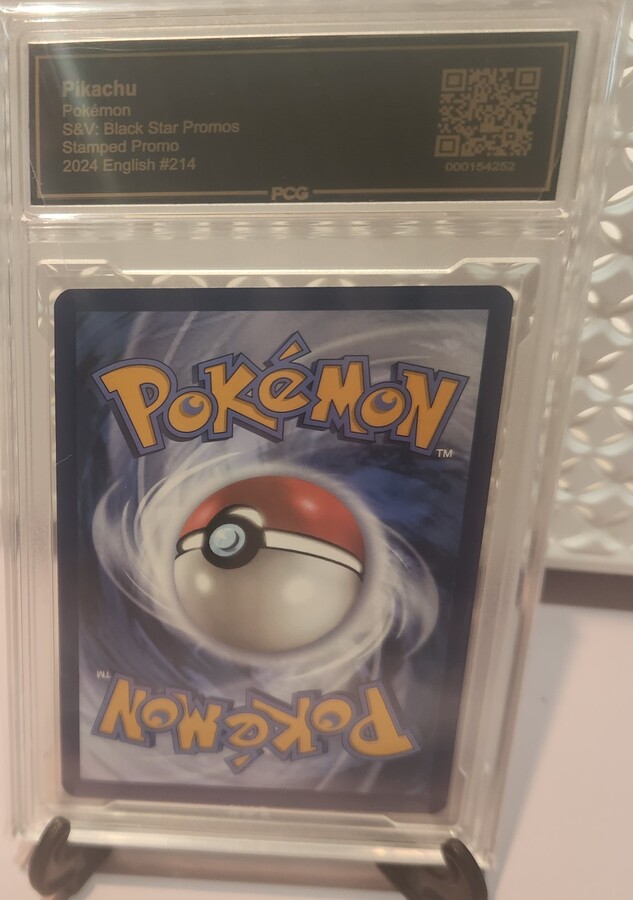 Pikachu
Pokémon
S&V: Black Star Promos
Stamped Promo
2024 English #214
000154252
PCG
POKéMON
TM
TM
POKéMON